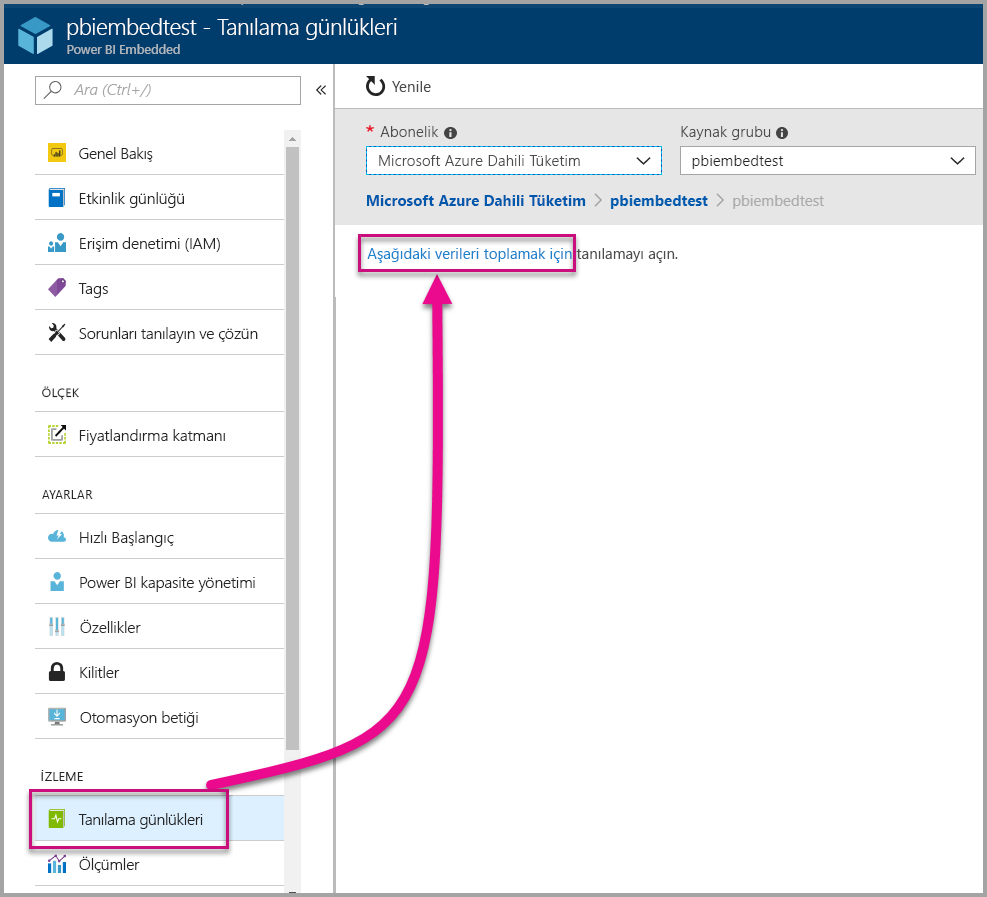 pbiembedtest - Tanılama günlükleri
Power BI Embedded
Ara (Ctrl+/)
Genel Bakış
Etkinlik günlüğü
Erişim denetimi (IAM)
Tags
Sorunları tanılayın ve çözün
ÖLÇEK
Fiyatlandırma katmanı
AYARLAR
Hızlı Başlangıç
Power BI kapasite yönetimi
Özellikler
Kilitler
Otomasyon betiği
İZLEME
Tanılama günlükleri
Ölçümler
Yenile
* Abonelik
Microsoft Azure Dahili Tüketim
Kaynak grubu
pbiembedtest
Microsoft Azure Dahili Tüketim > pbiembedtest > pbiembedtest
Aşağıdaki verileri toplamak için tanılamayı açın.